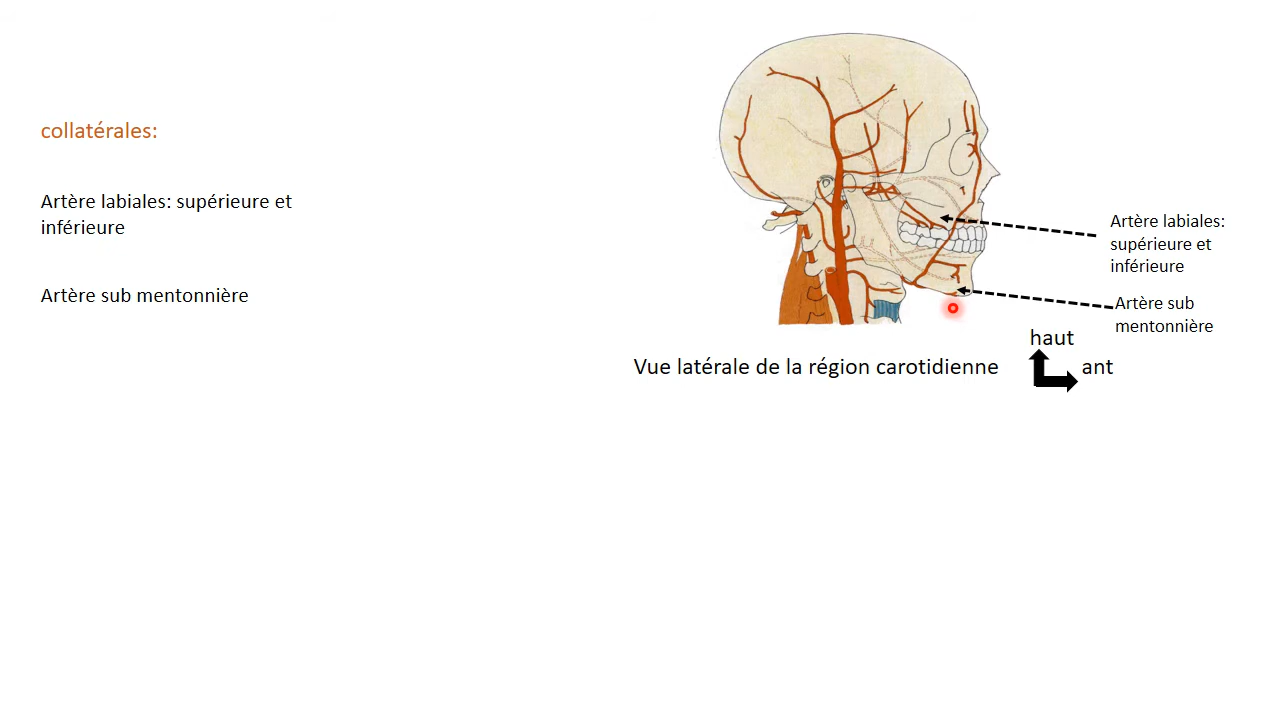 collatérales:
Artère labiales: supérieure et
inférieure
Artère sub mentonnière
Artère labiales:
supérieure et
inférieure
Artère sub
mentonnière
haut
Vue latérale de la région carotidienne
ant